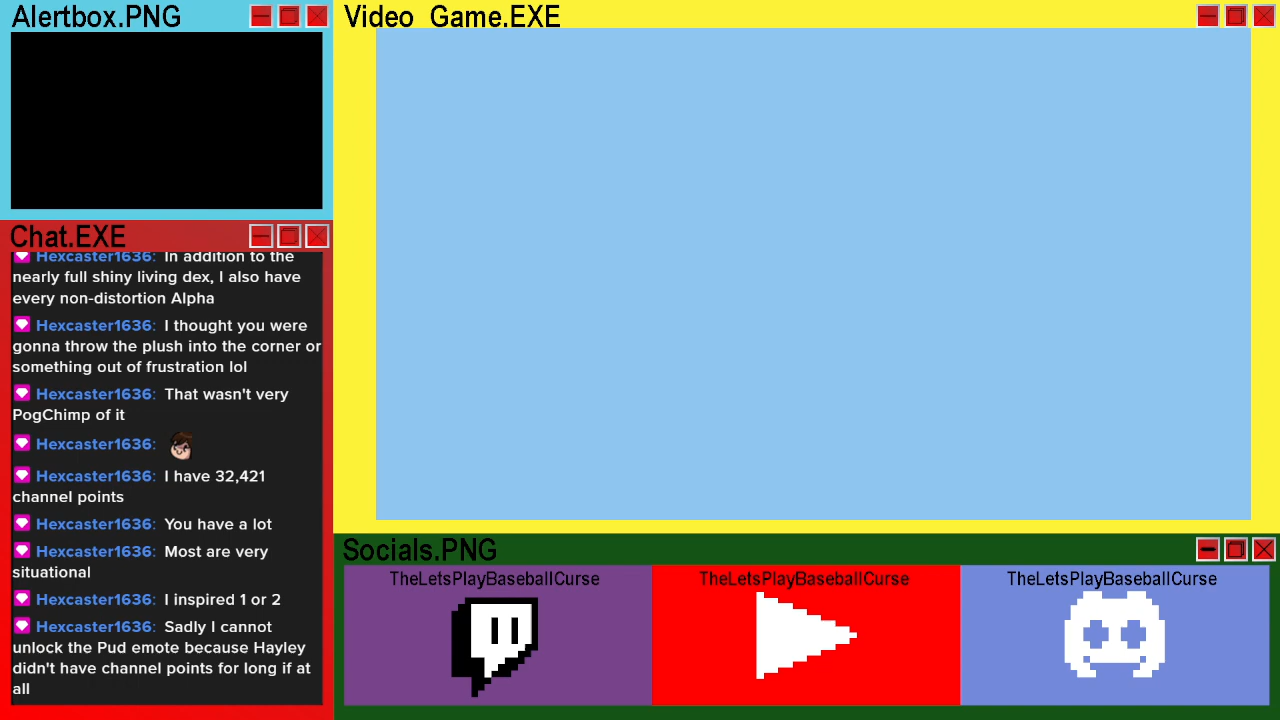 Alertbox.PNG
Video Game.EXE
Chat.EXE
Hexcaster1636: In addition to the
nearly full shiny living dex, I also have
every non-distortion Alpha
Hexcaster1636: I thought you were
gonna throw the plush into the corner or
something out of frustration lol
Hexcaster1636: That wasn't very
PogChimp of it
Hexcaster1636:
Hexcaster1636: I have 32,421
channel points
Hexcaster1636: You have a lot
Hexcaster1636: Most are very
situational
Hexcaster1636: I inspired 1 or 2
Hexcaster1636: Sadly I cannot
unlock the Pud emote because Hayley
didn't have channel points for long if at
all
Socials.PNG
TheLetsPlayBaseballCurse
TheLetsPlayBaseballCurse
TheLetsPlayBaseballCurse